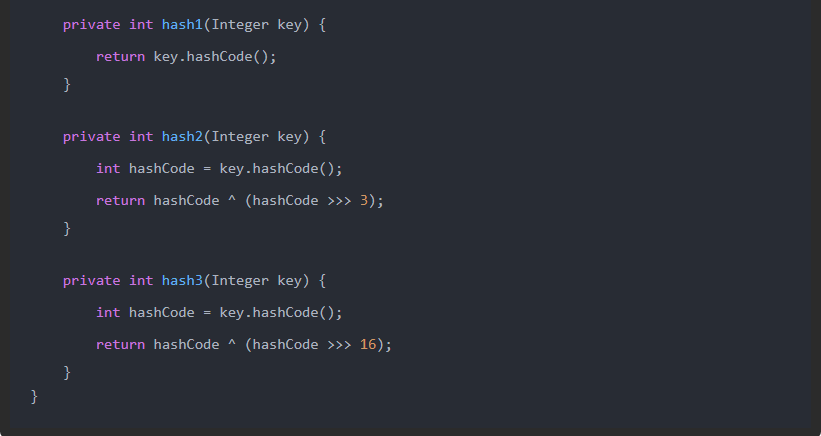 private int hash1(Integer key) {
return key.hashCode();
}
private int hash2(Integer key) {
int hashCode = key.hashCode();
return hashCode ^ (hashCode >>> 3);
}
private int hash3(Integer key) {
int hashCode = key.hashCode();
return hashCode ^ (hashCode >>> 16);
}
}